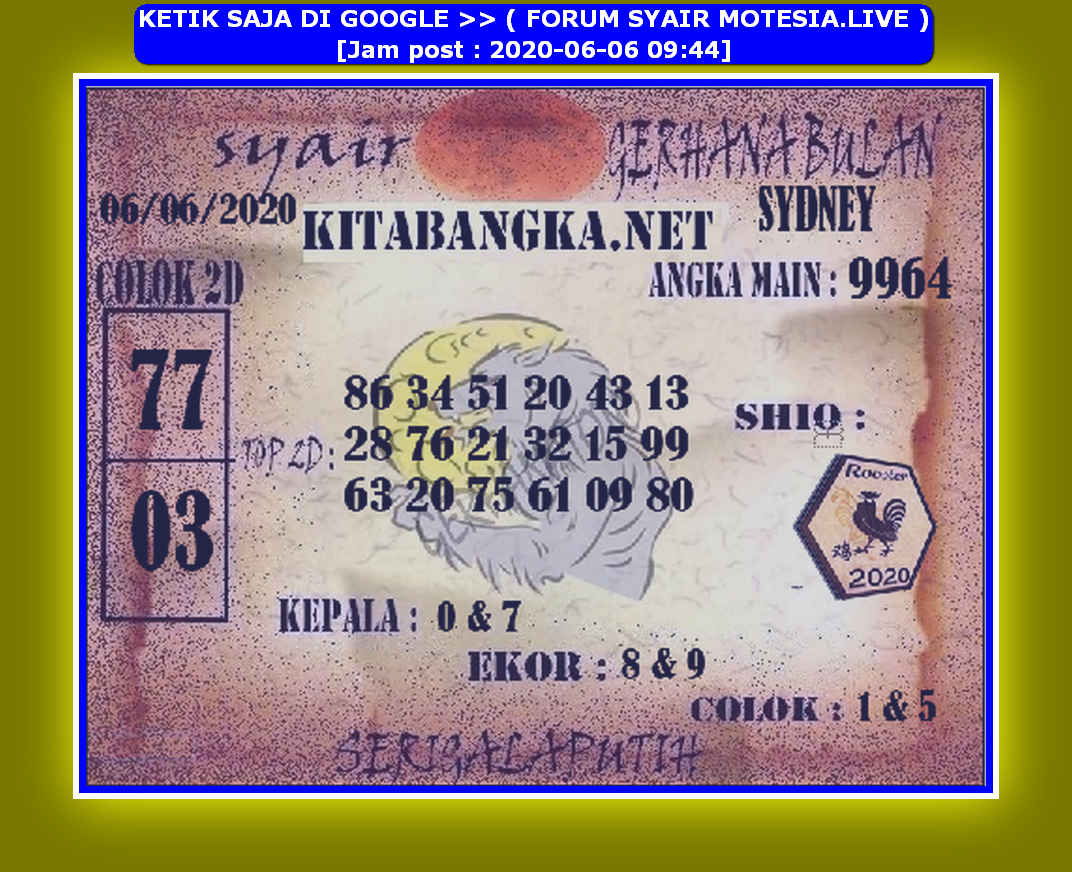 KETIK SAJA DI GOOGLE >> ( FORUM SYAIR MOTESIA.LIVE )
[Jam post : 2020-06-06 09:44]
syair GERHANA BULAN
06/06/2020
KITABANGKA.NET
SYDNEY
COLOK 2D
ANGKA MAIN : 9964
77
03
TOP 2D :
86 34 51 20 43 13
28 76 21 32 15 99
63 20 75 61 09 80
SHIO :
Rooster
鸡
2020
KEPALA : 0 & 7
EKOR : 8 & 9
COLOK : 1 & 5
SERIGALAPUTIH